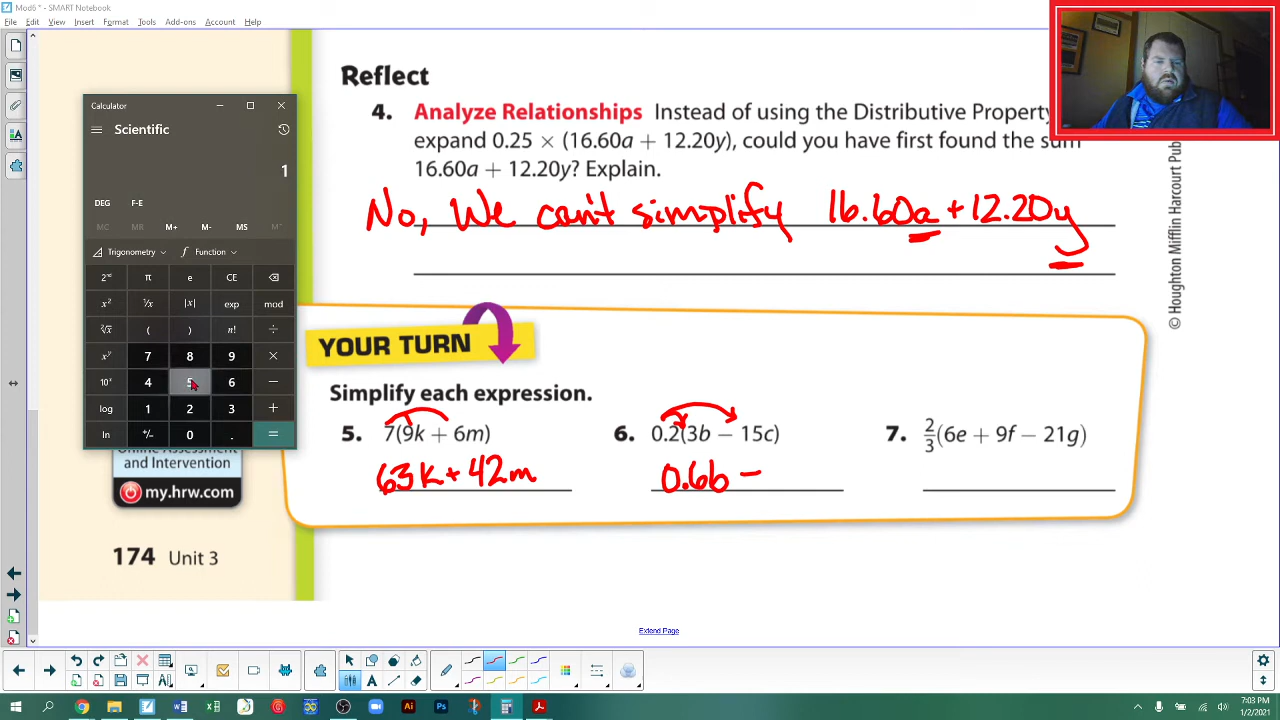 Mod6 * - SMART Notebook
File Edit View Insert Format Tools Add-ons Account Help
Reflect
4. Analyze Relationships Instead of using the Distributive Property
expand 0.25 × (16.60a + 12.20y), could you have first found the sum
16.60a + 12.20y? Explain.
No, We can't simplify 16.60a + 12.20y
© Houghton Mifflin Harcourt Pub
Calculator
Scientific
1
DEG F-E
MC MR M+ M- MS M
Trigonometry f Function
2ⁿᵈ π e CE
x² ¹/x |x| exp mod
²√x ( ) n! ÷
xʸ 7 8 9 ×
10ˣ 4 5 6 −
log 1 2 3 +
ln +/- 0 . =
YOUR TURN
Simplify each expression.
5. 7(9k + 6m)
63k + 42m
6. 0.2(3b − 15c)
0.6b −
7. 2/3(6e + 9f − 21g)
and Intervention
my.hrw.com
174 Unit 3
Extend Page
7:03 PM
1/2/2021